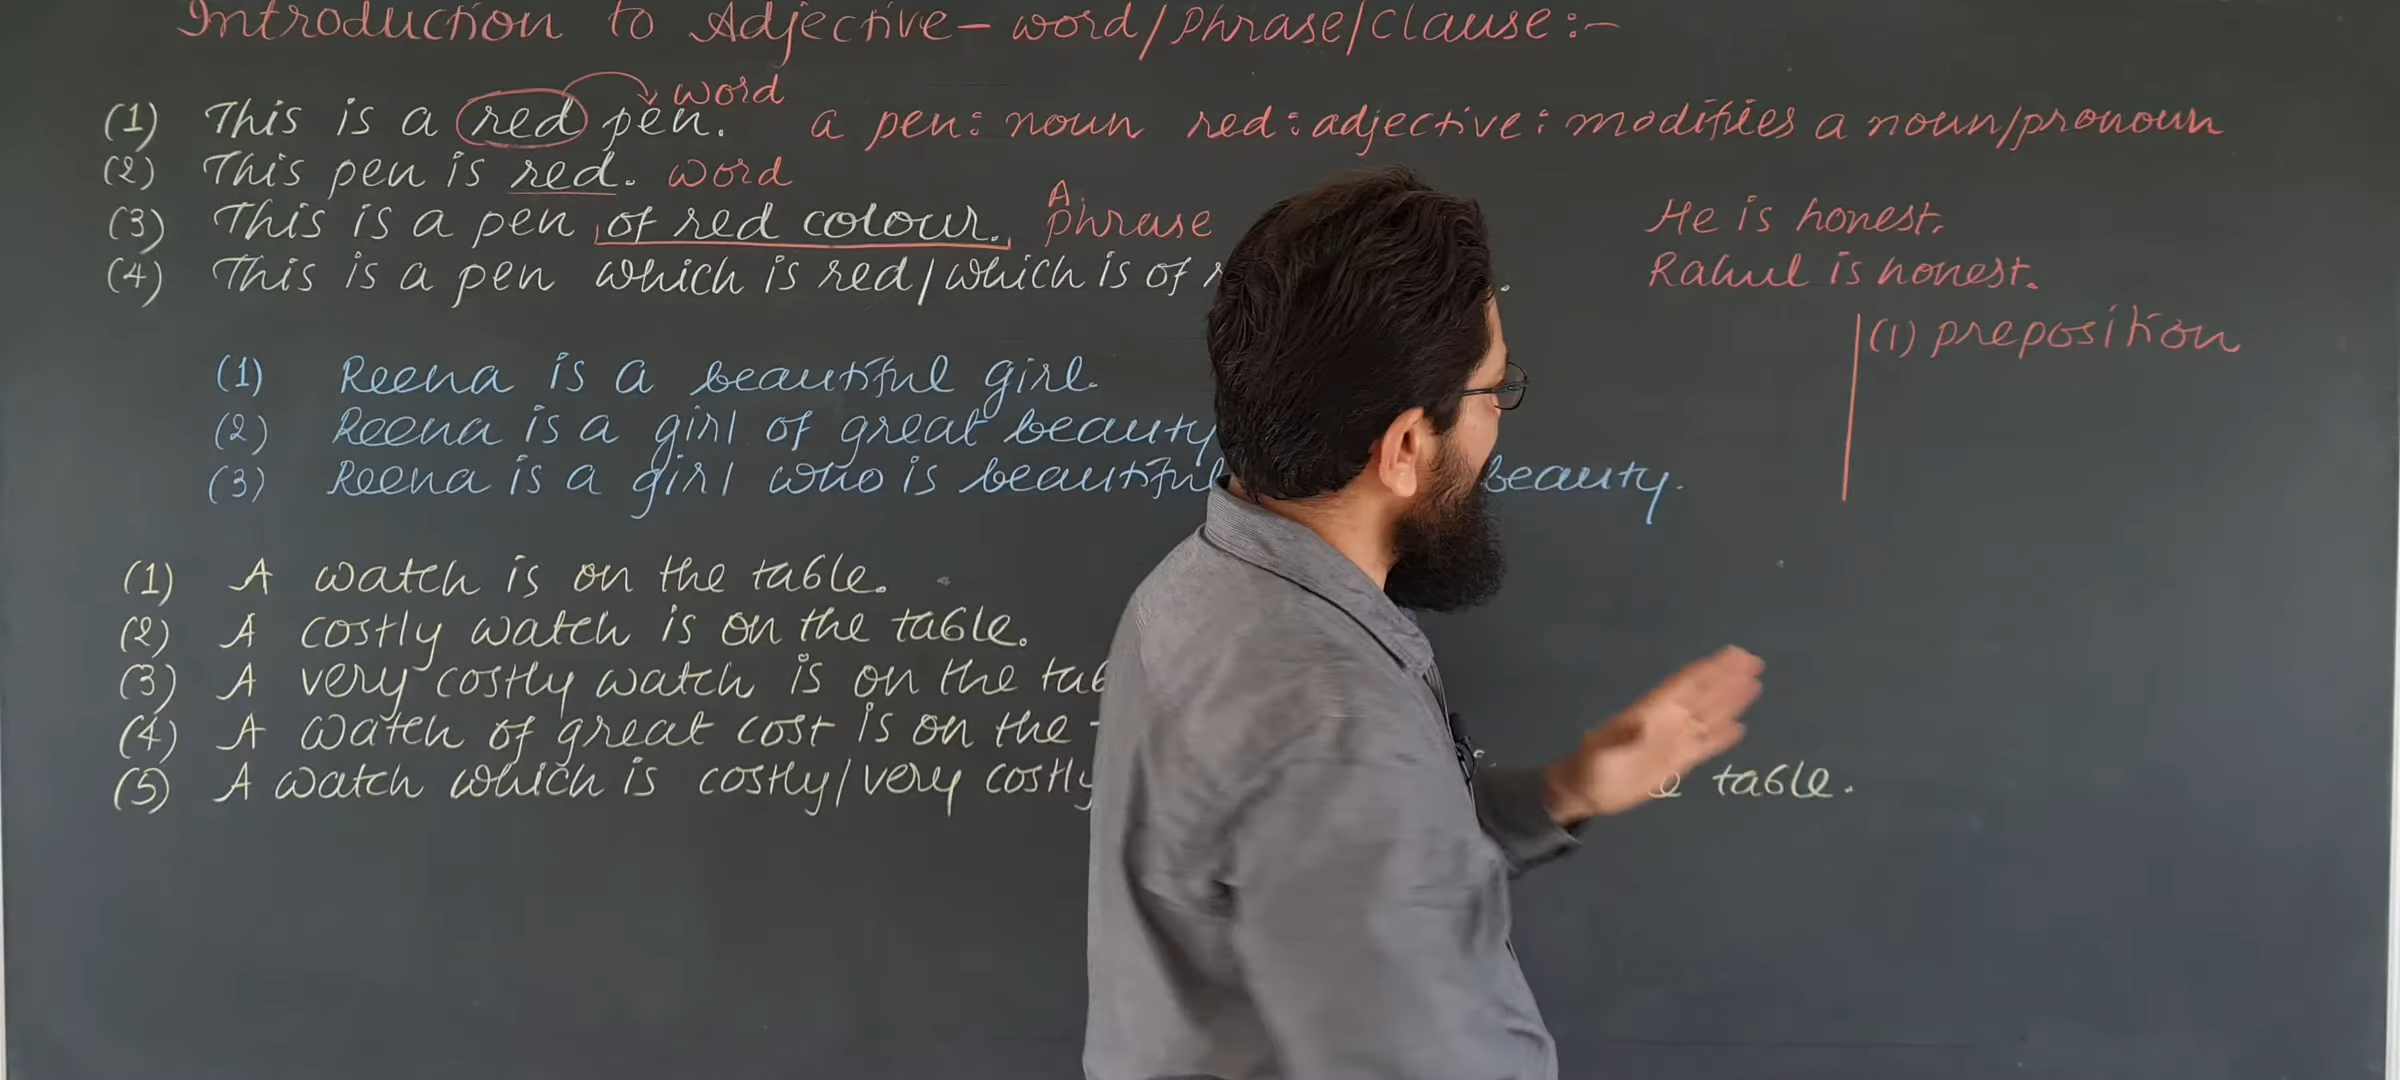 Introduction to Adjective – word/phrase/clause:–
(1) This is a red pen. word a pen: noun red: adjective: modifies a noun/pronoun
(2) This pen is red. word
(3) This is a pen of red colour. A. phrase
He is honest.
(4) This is a pen which is red/which is of
Rahul is honest.
(1) preposition
(1) Reena is a beautiful girl.
(2) Reena is a girl of great beauty
(3) Reena is a girl who is beautiful beauty.
(1) A watch is on the table.
(2) A costly watch is on the table.
(3) A very costly watch is on the
(4) A watch of great cost is on the
(5) A watch which is costly/very costly table.